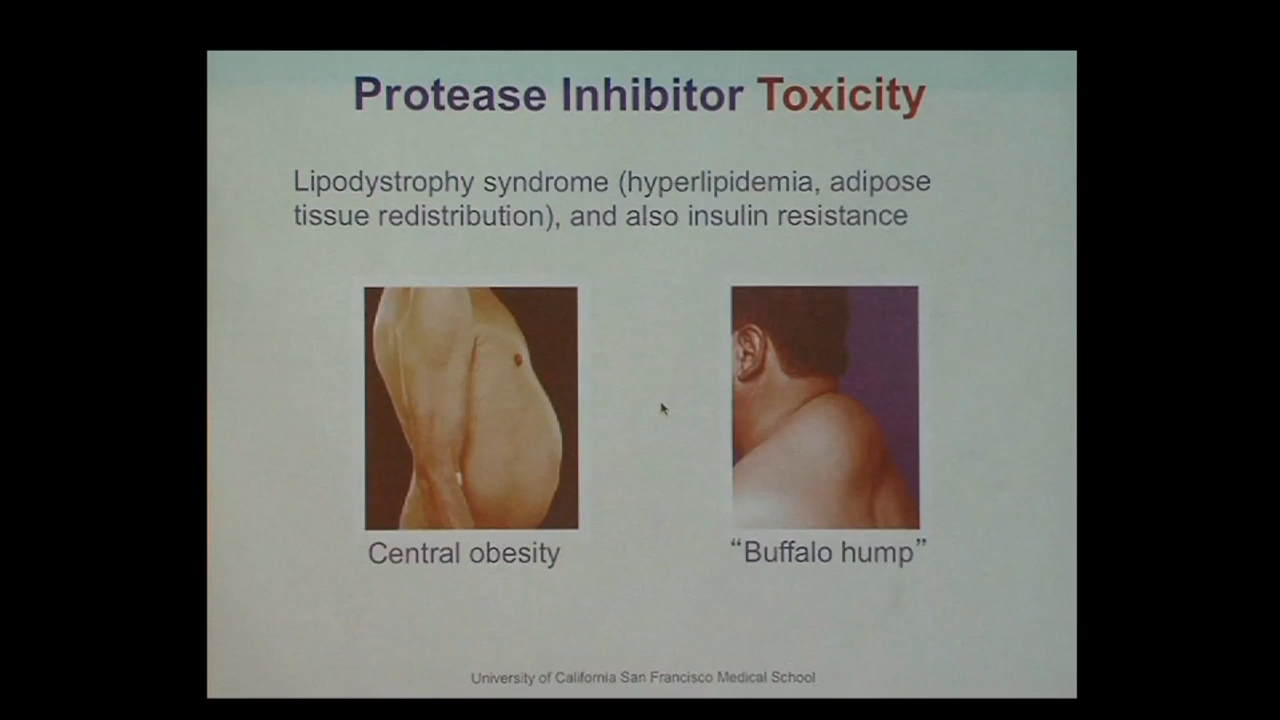 Protease Inhibitor Toxicity
Lipodystrophy syndrome (hyperlipidemia, adipose
tissue redistribution), and also insulin resistance
Central obesity
“Buffalo hump”
University of California San Francisco Medical School